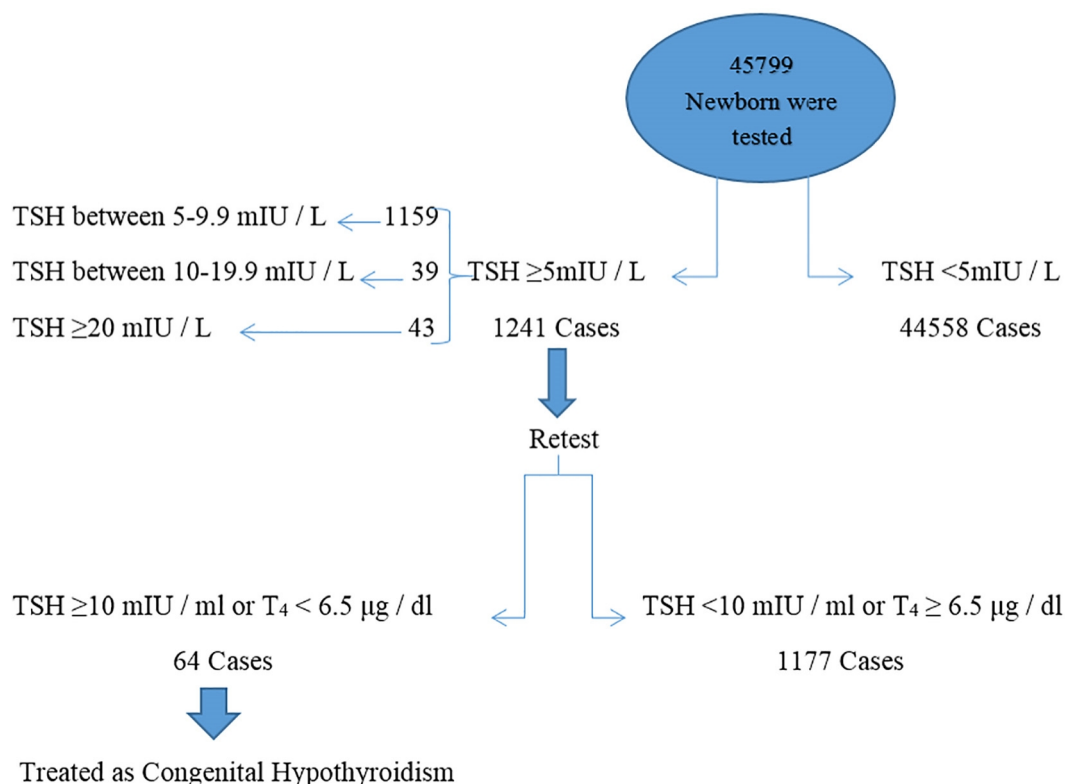 45799
Newborn were
tested
TSH between 5-9.9 mIU / L 1159
TSH between 10-19.9 mIU / L 39 TSH ≥5mIU / L TSH <5mIU / L
TSH ≥20 mIU / L 43 1241 Cases 44558 Cases
Retest
TSH ≥10 mIU / ml or T₄ < 6.5 μg / dl TSH <10 mIU / ml or T₄ ≥ 6.5 μg / dl
64 Cases 1177 Cases
Treated as Congenital Hypothyroidism